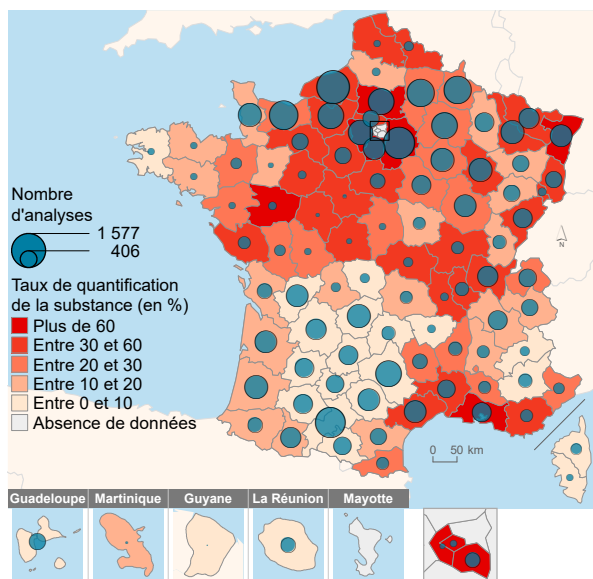 Nombre
d'analyses
1 577
406
Taux de quantification
de la substance (en %)
Plus de 60
Entre 30 et 60
Entre 20 et 30
Entre 10 et 20
Entre 0 et 10
Absence de données
N
0 50 km
Guadeloupe Martinique Guyane La Réunion Mayotte